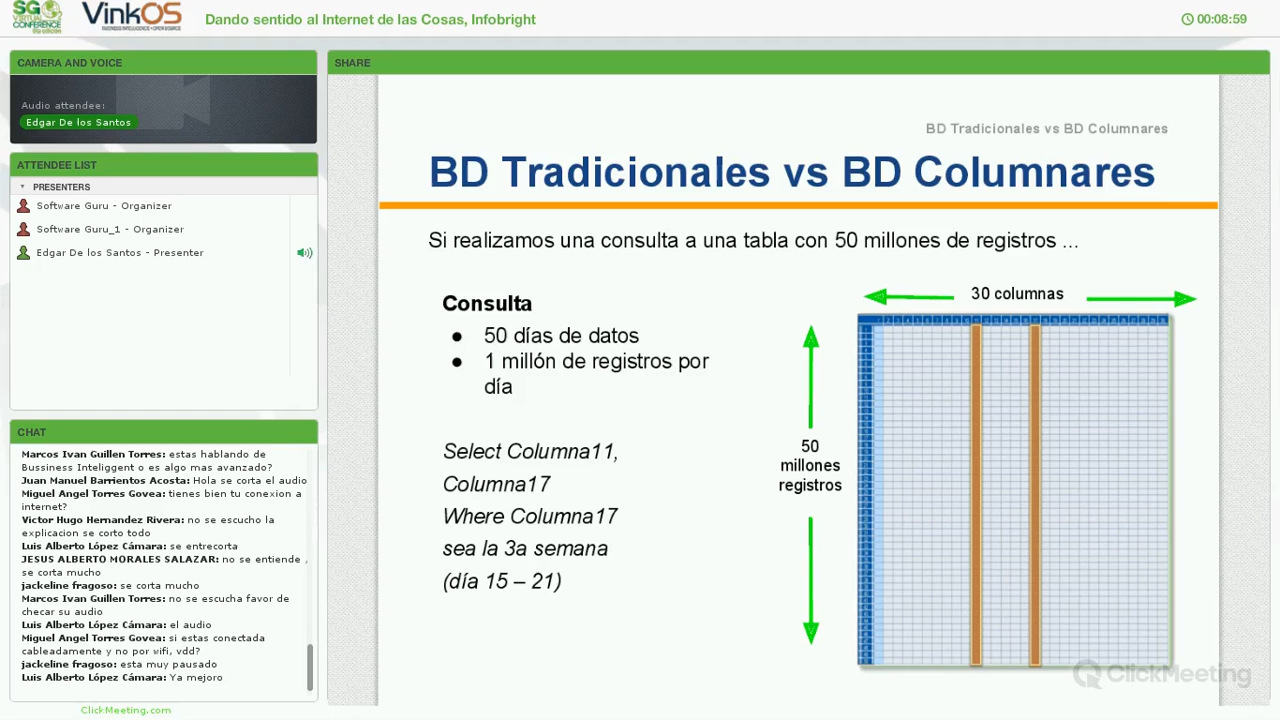 SG
VIRTUAL
CONFERENCE
VinkOS
Dando sentido al Internet de las Cosas, Infobright
00:08:59
CAMERA AND VOICE
Audio attendee:
Edgar De los Santos
ATTENDEE LIST
PRESENTERS
Software Guru - Organizer
Software Guru_1 - Organizer
Edgar De los Santos - Presenter
CHAT
Marcos Ivan Guillen Torres: estas hablando de
Bussiness Inteliggent o es algo mas avanzado?
Juan Manuel Barrientos Acosta: Hola se corta el audio
Miguel Angel Torres Govea: tienes bien tu conexion a
internet?
Victor Hugo Hernandez Rivera: no se escucho la
explicacion se corto todo
Luis Alberto López Cámara: se entrecorta
JESUS ALBERTO MORALES SALAZAR: no se entiende ,
se corta mucho
jackeline fragoso: se corta mucho
Marcos Ivan Guillen Torres: no se escucha favor de
checar su audio
Luis Alberto López Cámara: el audio
Miguel Angel Torres Govea: si estas conectada
cableadamente y no por wifi, vdd?
jackeline fragoso: esta muy pausado
Luis Alberto López Cámara: Ya mejoro
ClickMeeting.com
SHARE
BD Tradicionales vs BD Columnares
BD Tradicionales vs BD Columnares
Si realizamos una consulta a una tabla con 50 millones de registros ...
Consulta
● 50 días de datos
● 1 millón de registros por
día
Select Columna11,
Columna17
Where Columna17
sea la 3a semana
(día 15 – 21)
30 columnas
50
millones
registros
ClickMeeting